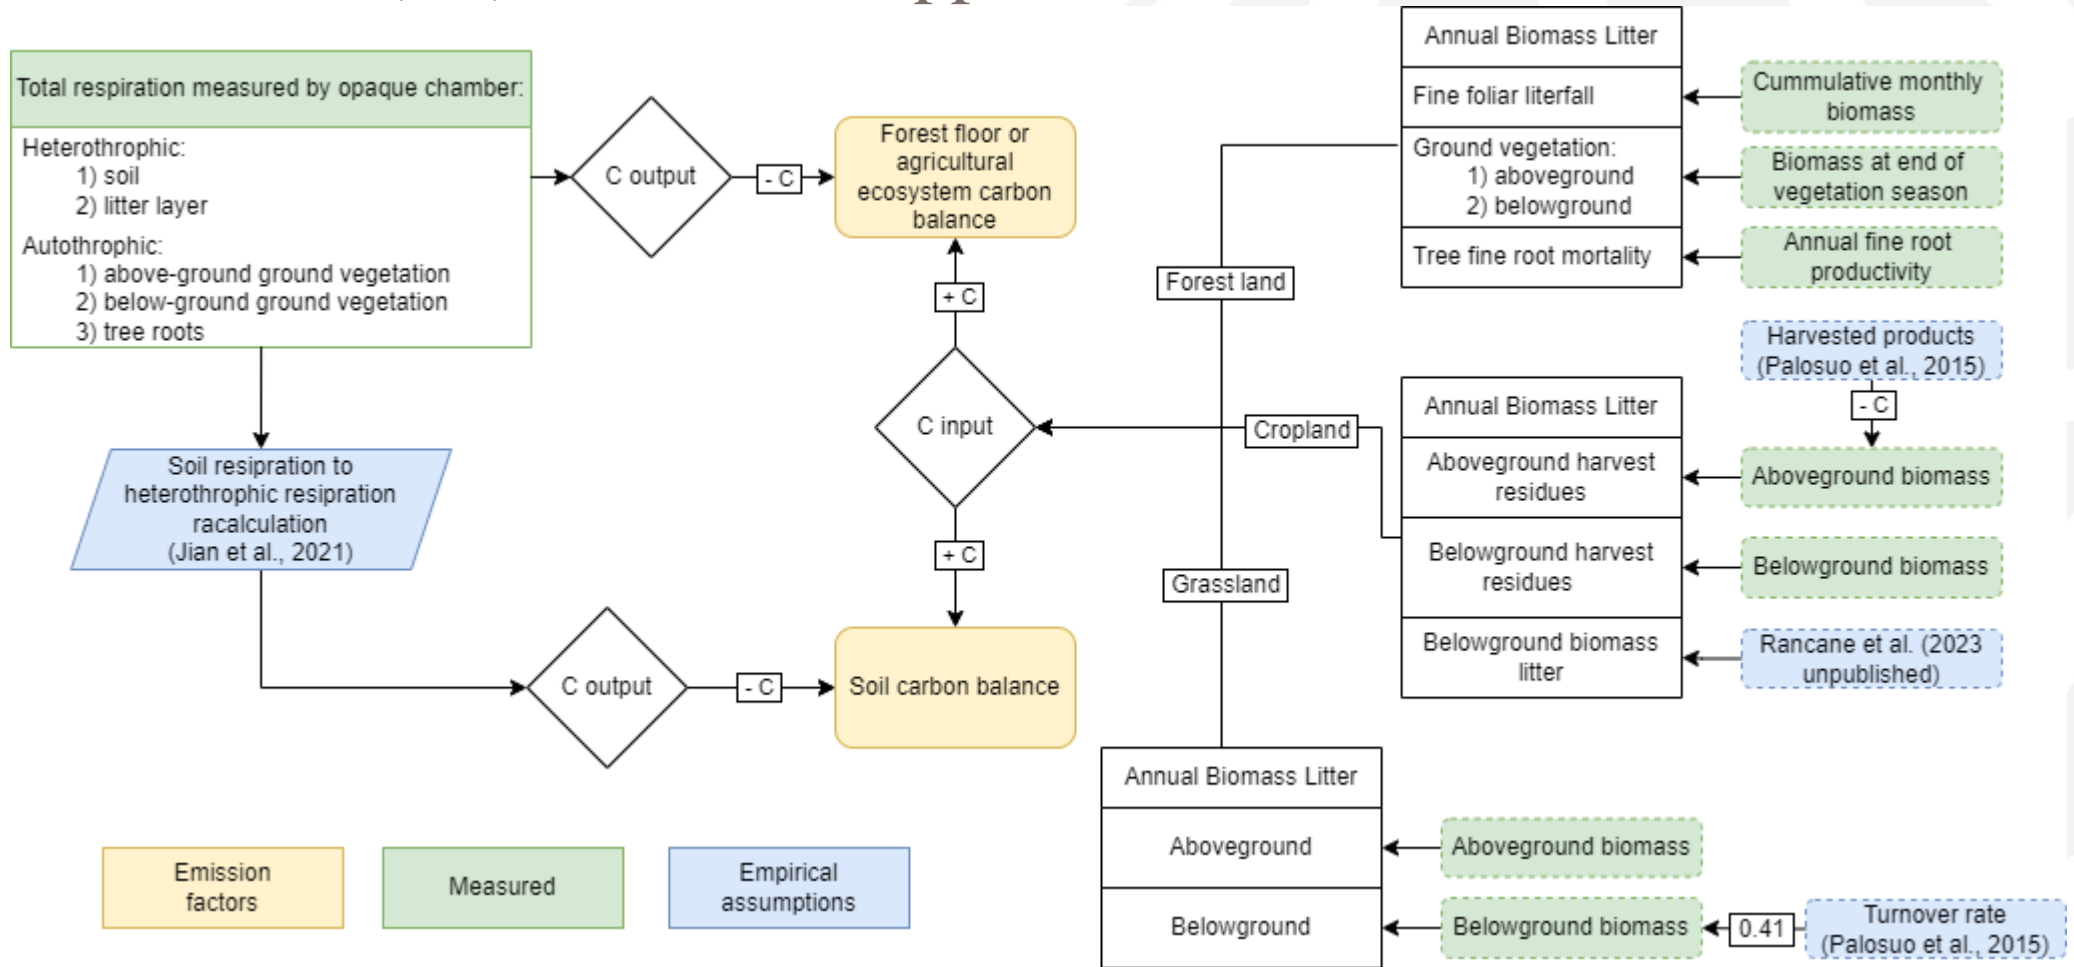 Total respiration measured by opaque chamber:
Heterothrophic:
1) soil
2) litter layer
Autothrophic:
1) above-ground ground vegetation
2) below-ground ground vegetation
3) tree roots
C output
- C
Forest floor or
agricultural
ecosystem carbon
balance
+ C
C input
+ C
Soil resipration to
heterothrophic resipration
racalculation
(Jian et al., 2021)
C output
- C
Soil carbon balance
Forest land
Cropland
Grassland
Annual Biomass Litter
Fine foliar literfall
Ground vegetation:
1) aboveground
2) belowground
Tree fine root mortality
Cummulative monthly
biomass
Biomass at end of
vegetation season
Annual fine root
productivity
Harvested products
(Palosuo et al., 2015)
- C
Annual Biomass Litter
Aboveground harvest
residues
Belowground harvest
residues
Belowground biomass
litter
Aboveground biomass
Belowground biomass
Rancane et al. (2023
unpublished)
Annual Biomass Litter
Aboveground
Belowground
Aboveground biomass
Belowground biomass
0.41
Turnover rate
(Palosuo et al., 2015)
Emission
factors
Measured
Empirical
assumptions